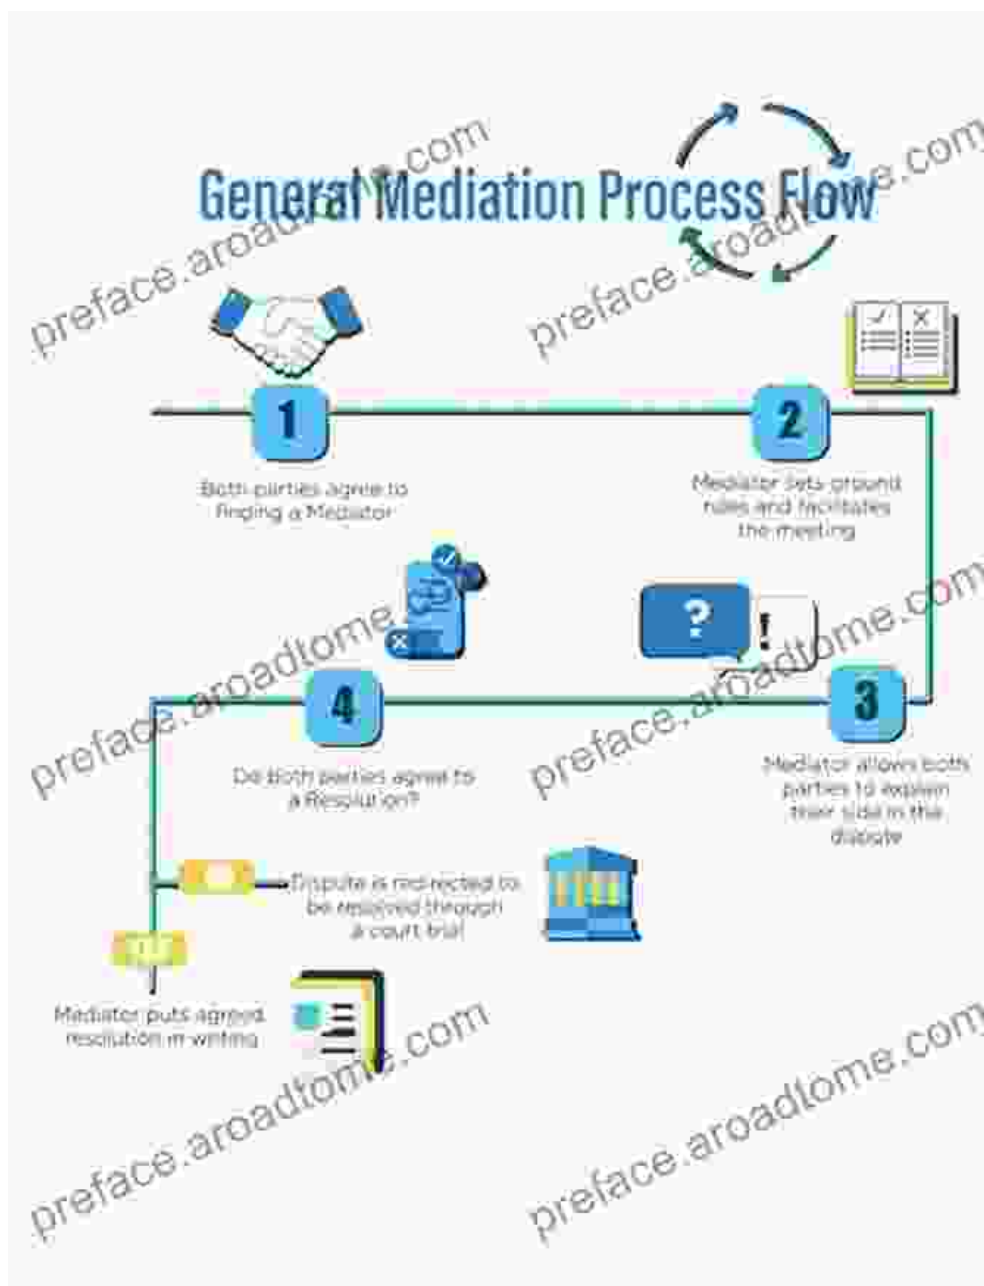 General Mediation Process Flow
1
Both parties agree to
finding a Mediator
2
Mediator sets ground
rules and facilitates
the meeting
?
!
3
Mediator allows both
parties to explain
their side in the
dispute
4
Do Both parties agree to
a Resolution?
Dispute is redirected to
be resolved through
a court trial
Mediator puts agreed
resolution in writing
preface.aroadtome.com
preface.aroadtome.com
preface.aroadtome.com
preface.aroadtome.com
preface.aroadtome.com
preface.aroadtome.com